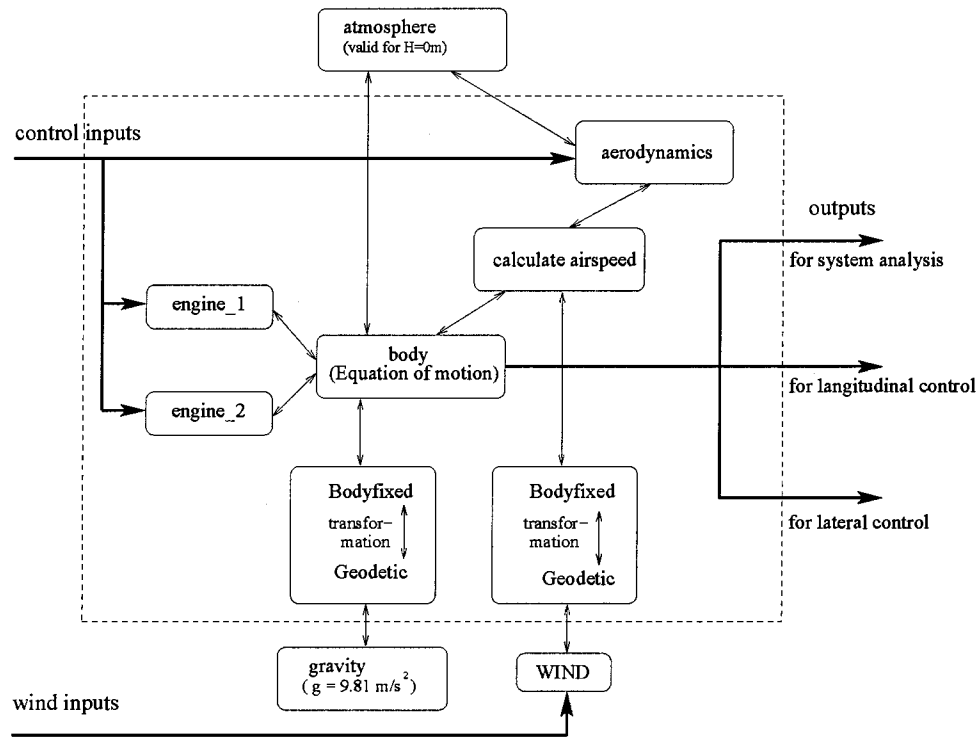 atmosphere
(valid for H=0m)
control inputs
aerodynamics
outputs
calculate airspeed
for system analysis
engine_1
body
(Equation of motion)
for langitudinal control
engine_2
Bodyfixed
transfor-
mation
Geodetic
Bodyfixed
transfor-
mation
Geodetic
for lateral control
gravity
( g = 9.81 m/s² )
WIND
wind inputs